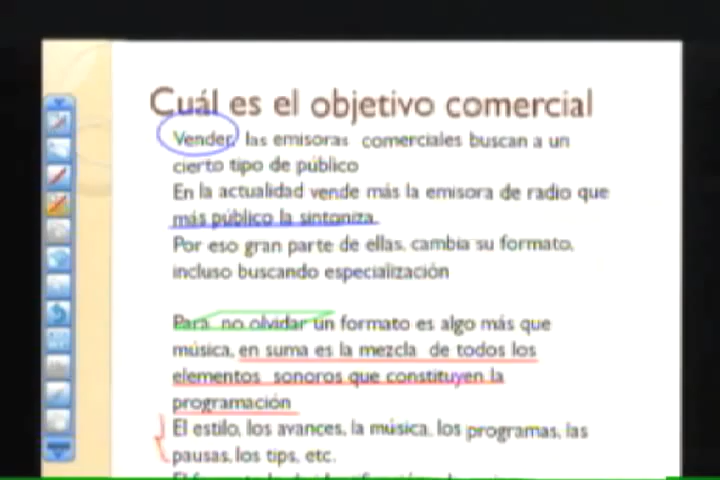 Cuál es el objetivo comercial
Vender, las emisoras comerciales buscan a un
cierto tipo de público
En la actualidad vende más la emisora de radio que
más público la sintoniza.
Por eso gran parte de ellas, cambia su formato,
incluso buscando especialización
Para no olvidar un formato es algo más que
música, en suma es la mezcla de todos los
elementos sonoros que constituyen la
programación
El estilo, los avances, la música, los programas, las
pausas, los tips, etc.